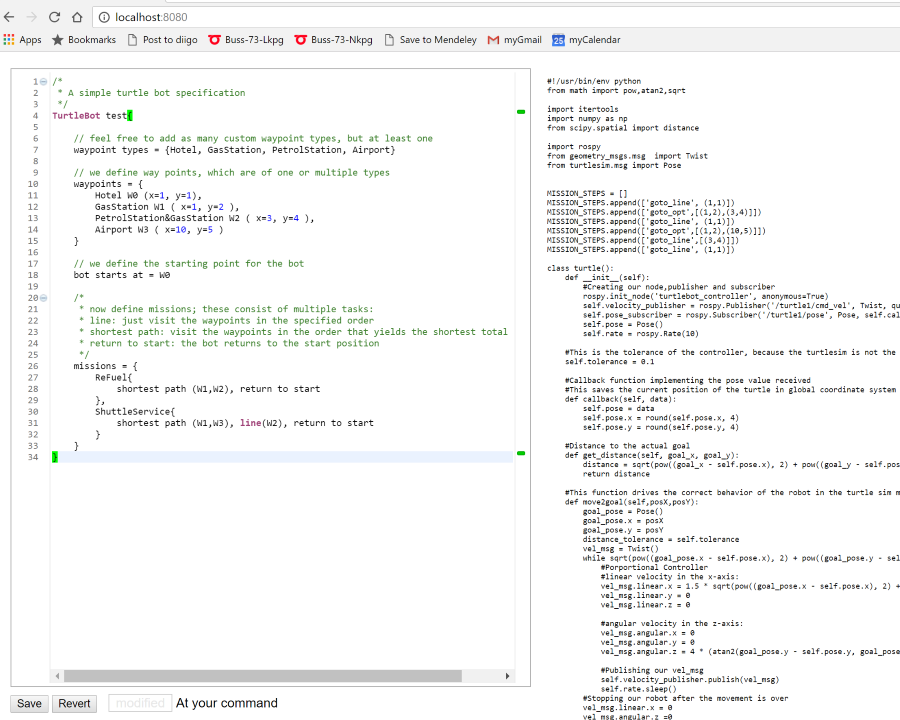 localhost:8080
Apps Bookmarks Post to diigo Buss-73-Lkpg Buss-73-Nkpg Save to Mendeley myGmail 25 myCalendar
1 /*
2 * A simple turtle bot specification
3 */
4 TurtleBot test{
5
6 // feel free to add as many custom waypoint types, but at least one
7 waypoint types = {Hotel, GasStation, PetrolStation, Airport}
8
9 // we define way points, which are of one or multiple types
10 waypoints = {
11 Hotel W0 (x=1, y=1),
12 GasStation W1 ( x=1, y=2 ),
13 PetrolStation&GasStation W2 ( x=3, y=4 ),
14 Airport W3 ( x=10, y=5 )
15 }
16
17 // we define the starting point for the bot
18 bot starts at = W0
19
20 /*
21 * now define missions; these consist of multiple tasks:
22 * line: just visit the waypoints in the specified order
23 * shortest path: visit the waypoints in the order that yields the shortest total
24 * return to start: the bot returns to the start position
25 */
26 missions = {
27 ReFuel{
28 shortest path (W1,W2), return to start
29 },
30 ShuttleService{
31 shortest path (W1,W3), line(W2), return to start
32 }
33 }
34 }
Save Revert modified At your command
#!/usr/bin/env python
from math import pow,atan2,sqrt
import itertools
import numpy as np
from scipy.spatial import distance
import rospy
from geometry_msgs.msg import Twist
from turtlesim.msg import Pose
MISSION_STEPS = []
MISSION_STEPS.append(['goto_line', (1,1)])
MISSION_STEPS.append(['goto_opt',[(1,2),(3,4)]])
MISSION_STEPS.append(['goto_line', (1,1)])
MISSION_STEPS.append(['goto_opt',[(1,2),(10,5)]])
MISSION_STEPS.append(['goto_line',[(3,4)]])
MISSION_STEPS.append(['goto_line', (1,1)])
class turtle():
def __init__(self):
#Creating our node,publisher and subscriber
rospy.init_node('turtlebot_controller', anonymous=True)
self.velocity_publisher = rospy.Publisher('/turtle1/cmd_vel', Twist, qu
self.pose_subscriber = rospy.Subscriber('/turtle1/pose', Pose, self.cal
self.pose = Pose()
self.rate = rospy.Rate(10)
#This is the tolerance of the controller, because the turtlesim is not the
self.tolerance = 0.1
#Callback function implementing the pose value received
#This saves the current position of the turtle in global coordinate system
def callback(self, data):
self.pose = data
self.pose.x = round(self.pose.x, 4)
self.pose.y = round(self.pose.y, 4)
#Distance to the actual goal
def get_distance(self, goal_x, goal_y):
distance = sqrt(pow((goal_x - self.pose.x), 2) + pow((goal_y - self.pos
return distance
#This function drives the correct behavior of the robot in the turtle sim m
def move2goal(self,posX,posY):
goal_pose = Pose()
goal_pose.x = posX
goal_pose.y = posY
distance_tolerance = self.tolerance
vel_msg = Twist()
while sqrt(pow((goal_pose.x - self.pose.x), 2) + pow((goal_pose.y - sel
#Porportional Controller
#linear velocity in the x-axis:
vel_msg.linear.x = 1.5 * sqrt(pow((goal_pose.x - self.pose.x), 2) +
vel_msg.linear.y = 0
vel_msg.linear.z = 0
#angular velocity in the z-axis:
vel_msg.angular.x = 0
vel_msg.angular.y = 0
vel_msg.angular.z = 4 * (atan2(goal_pose.y - self.pose.y, goal_pose
#Publishing our vel_msg
self.velocity_publisher.publish(vel_msg)
self.rate.sleep()
#Stopping our robot after the movement is over
vel_msg.linear.x = 0
vel_msg.angular.z =0